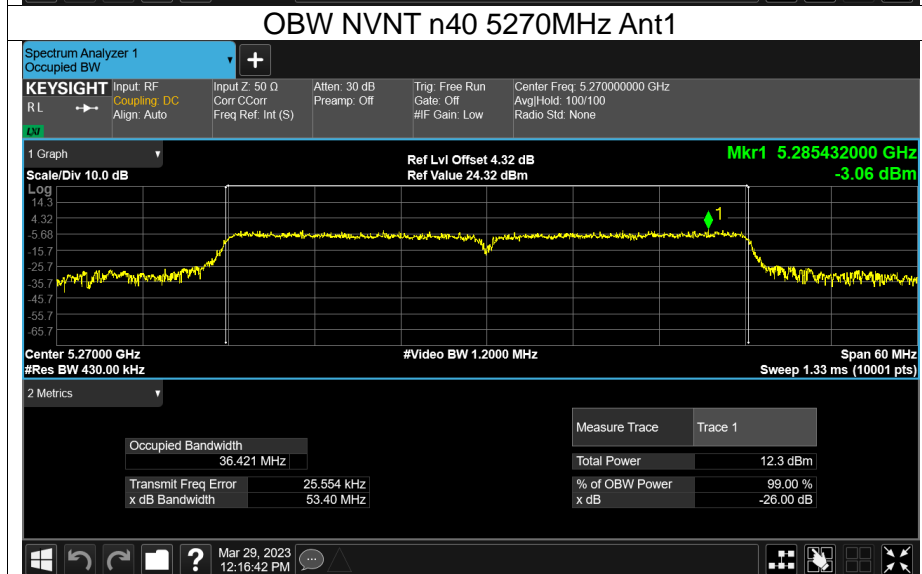 OBW NVNT n40 5270MHz Ant1
Spectrum Analyzer 1
Occupied BW
+
KEYSIGHT Input: RF Input Z: 50 Ω Atten: 30 dB Trig: Free Run Center Freq: 5.270000000 GHz
RL Coupling: DC Corr CCorr Preamp: Off Gate: Off Avg|Hold: 100/100
Align: Auto Freq Ref: Int (S) #IF Gain: Low Radio Std: None
LXI
1 Graph Ref Lvl Offset 4.32 dB Mkr1 5.285432000 GHz
Scale/Div 10.0 dB Ref Value 24.32 dBm -3.06 dBm
Log
14.3
4.32
1
-5.68
-15.7
-25.7
-35.7
-45.7
-55.7
-65.7
Center 5.27000 GHz #Video BW 1.2000 MHz Span 60 MHz
#Res BW 430.00 kHz Sweep 1.33 ms (10001 pts)
2 Metrics
Measure Trace Trace 1
Occupied Bandwidth
36.421 MHz Total Power 12.3 dBm
Transmit Freq Error 25.554 kHz % of OBW Power 99.00 %
x dB Bandwidth 53.40 MHz x dB -26.00 dB
? Mar 29, 2023
12:16:42 PM